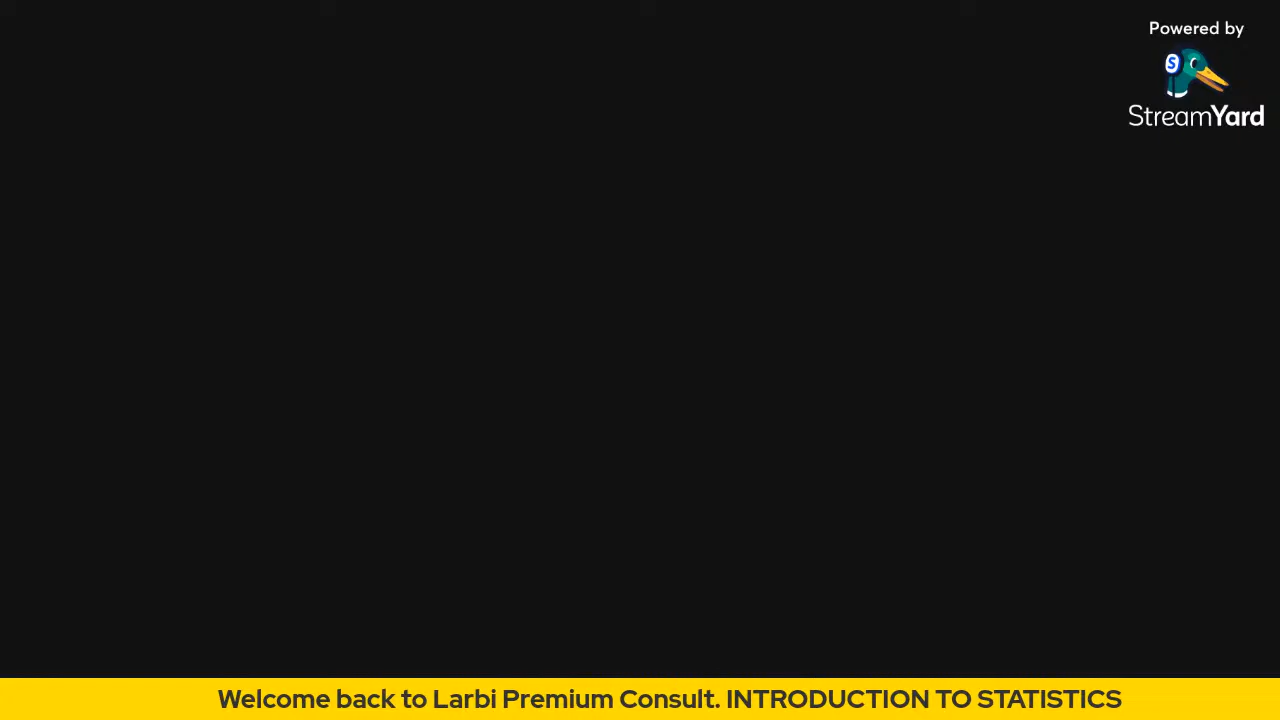 Powered by
S
StreamYard
Welcome back to Larbi Premium Consult. INTRODUCTION TO STATISTICS